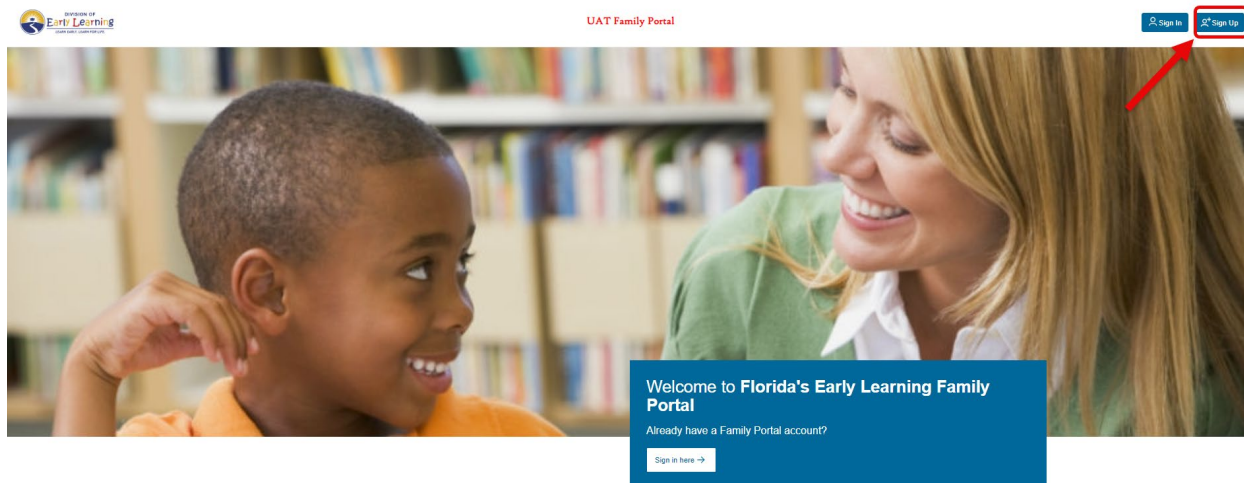 DIVISION OF
Early Learning
LEARN EARLY. LEARN FOR LIFE.
UAT Family Portal
Sign In
Sign Up
Welcome to Florida's Early Learning Family
Portal
Already have a Family Portal account?
Sign in here →